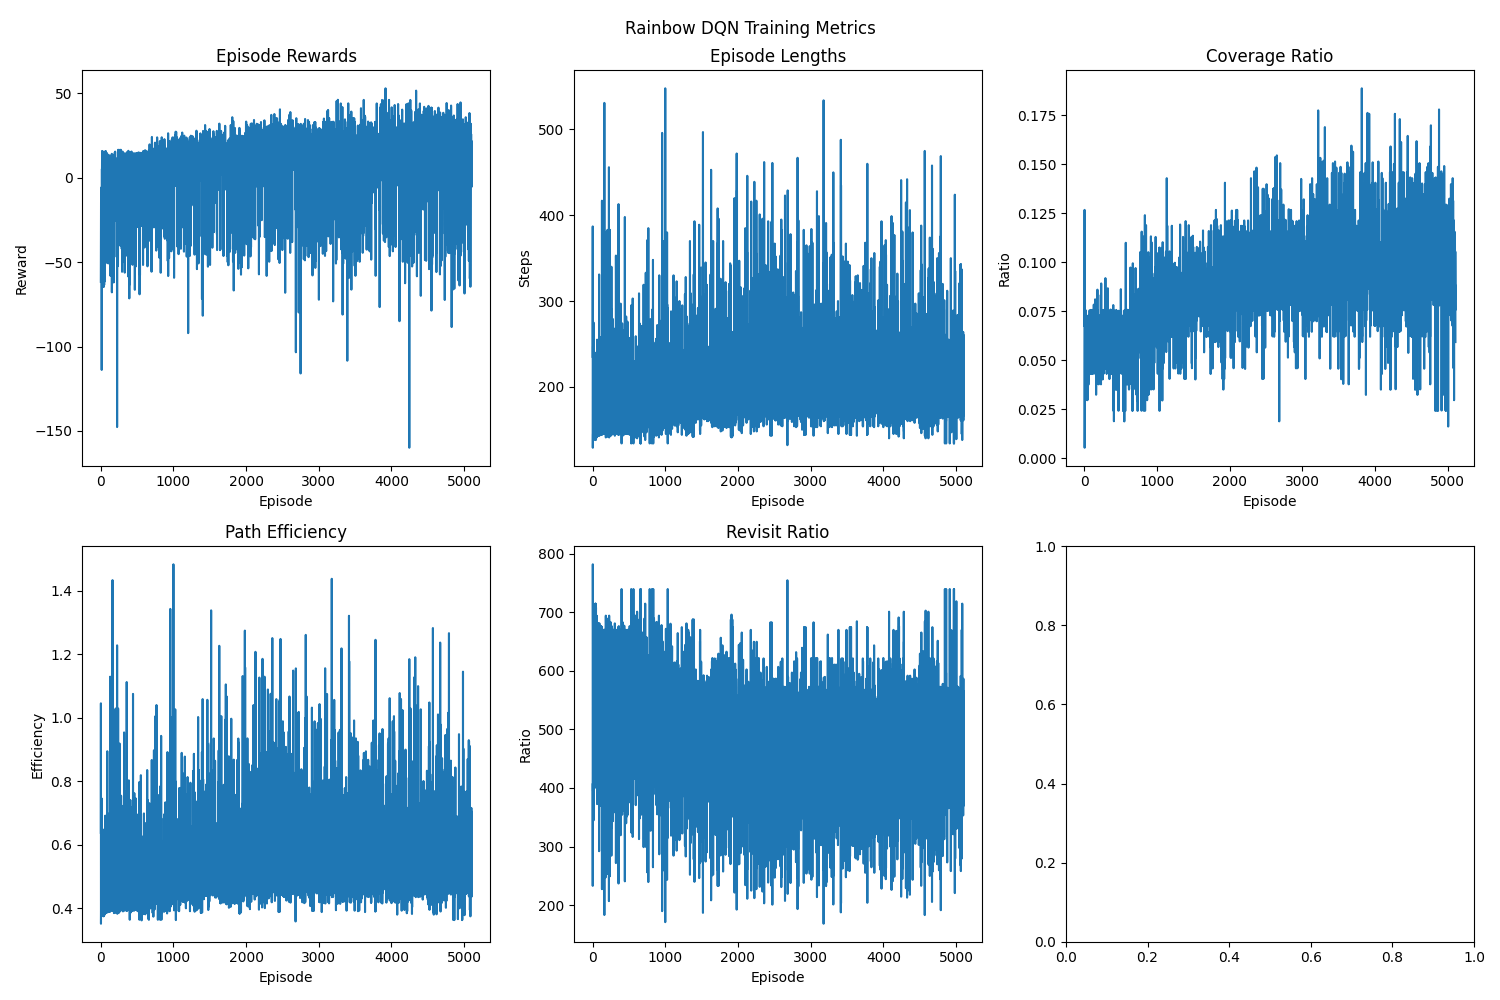 Rainbow DQN Training Metrics
Episode Rewards
Reward
50
0
−50
−100
−150
0 1000 2000 3000 4000 5000
Episode
Episode Lengths
Steps
500
400
300
200
0 1000 2000 3000 4000 5000
Episode
Coverage Ratio
Ratio
0.175
0.150
0.125
0.100
0.075
0.050
0.025
0.000
0 1000 2000 3000 4000 5000
Episode
Path Efficiency
Efficiency
1.4
1.2
1.0
0.8
0.6
0.4
0 1000 2000 3000 4000 5000
Episode
Revisit Ratio
Ratio
800
700
600
500
400
300
200
0 1000 2000 3000 4000 5000
Episode
1.0
0.8
0.6
0.4
0.2
0.0
0.0 0.2 0.4 0.6 0.8 1.0